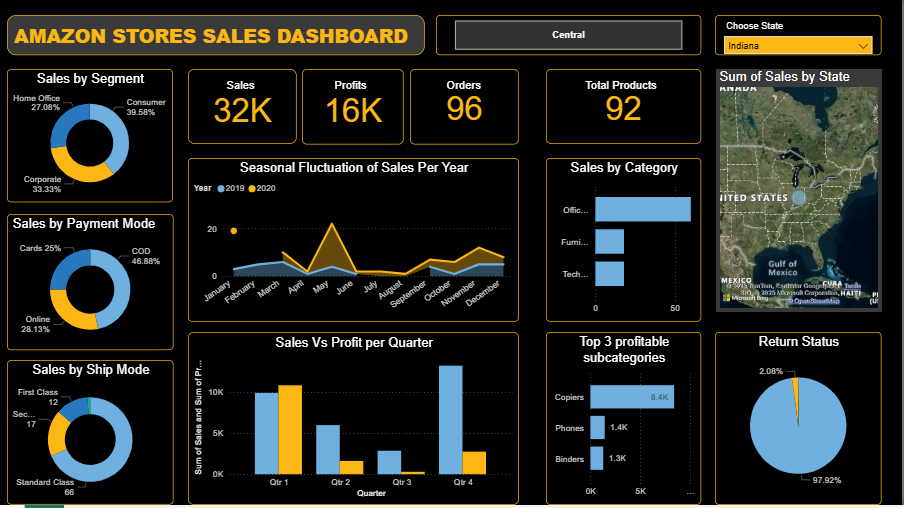 AMAZON STORES SALES DASHBOARD
Central
Choose State
Indiana
Sales by Segment
Home Office
27.08%
Consumer
39.58%
Corporate
33.33%
Sales
32K
Profits
16K
Orders
96
Total Products
92
Sum of Sales by State
CANADA
UNITED STATES
Gulf of
Mexico
MEXICO
CUBA
HAITI
Microsoft Bing
© 2025 TomTom, Earthstar Geographics
© 2025 Microsoft Corporation,
© OpenStreetMap
Sales by Payment Mode
Cards 25%
COD
46.88%
Online
28.13%
Seasonal Fluctuation of Sales Per Year
Year 2019 2020
20
0
January
February
March
April
May
June
July
August
September
October
November
December
Sales by Category
Offic...
Furni...
Tech...
0 50
Sales by Ship Mode
First Class
12
Sec...
17
Standard Class
66
Sales Vs Profit per Quarter
Sum of Sales and Sum of Pr...
10K
5K
0K
Qtr 1 Qtr 2 Qtr 3 Qtr 4
Quarter
Top 3 profitable
subcategories
Copiers 8.4K
Phones 1.4K
Binders 1.3K
0K 5K ...
Return Status
2.08%
97.92%